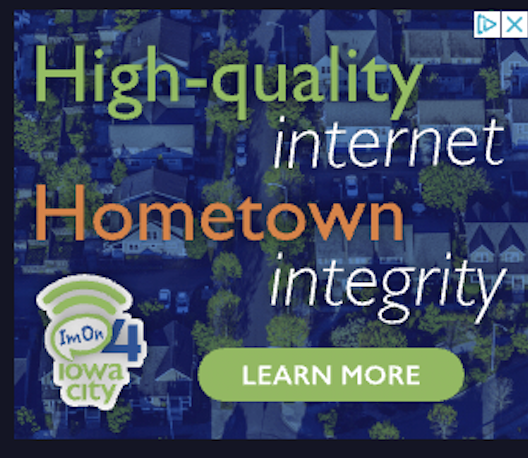 High-quality
internet
Hometown
integrity
ImOn 4
iowa
city
LEARN MORE